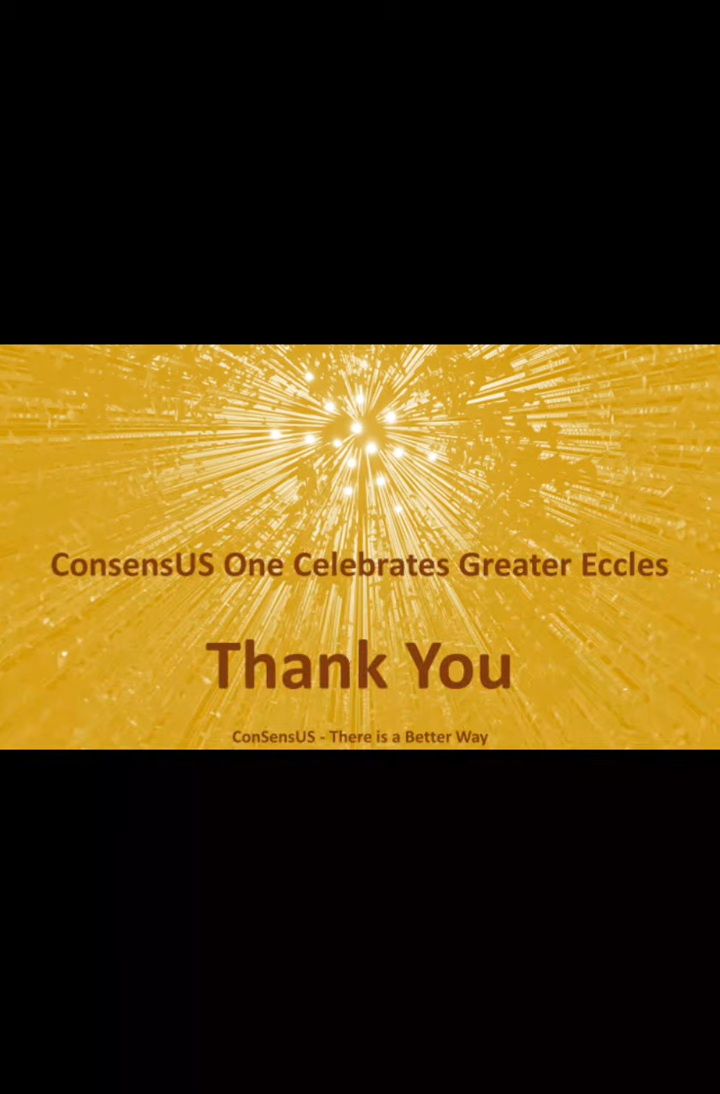 ConsensUS One Celebrates Greater Eccles
Thank You
ConSensUS - There is a Better Way